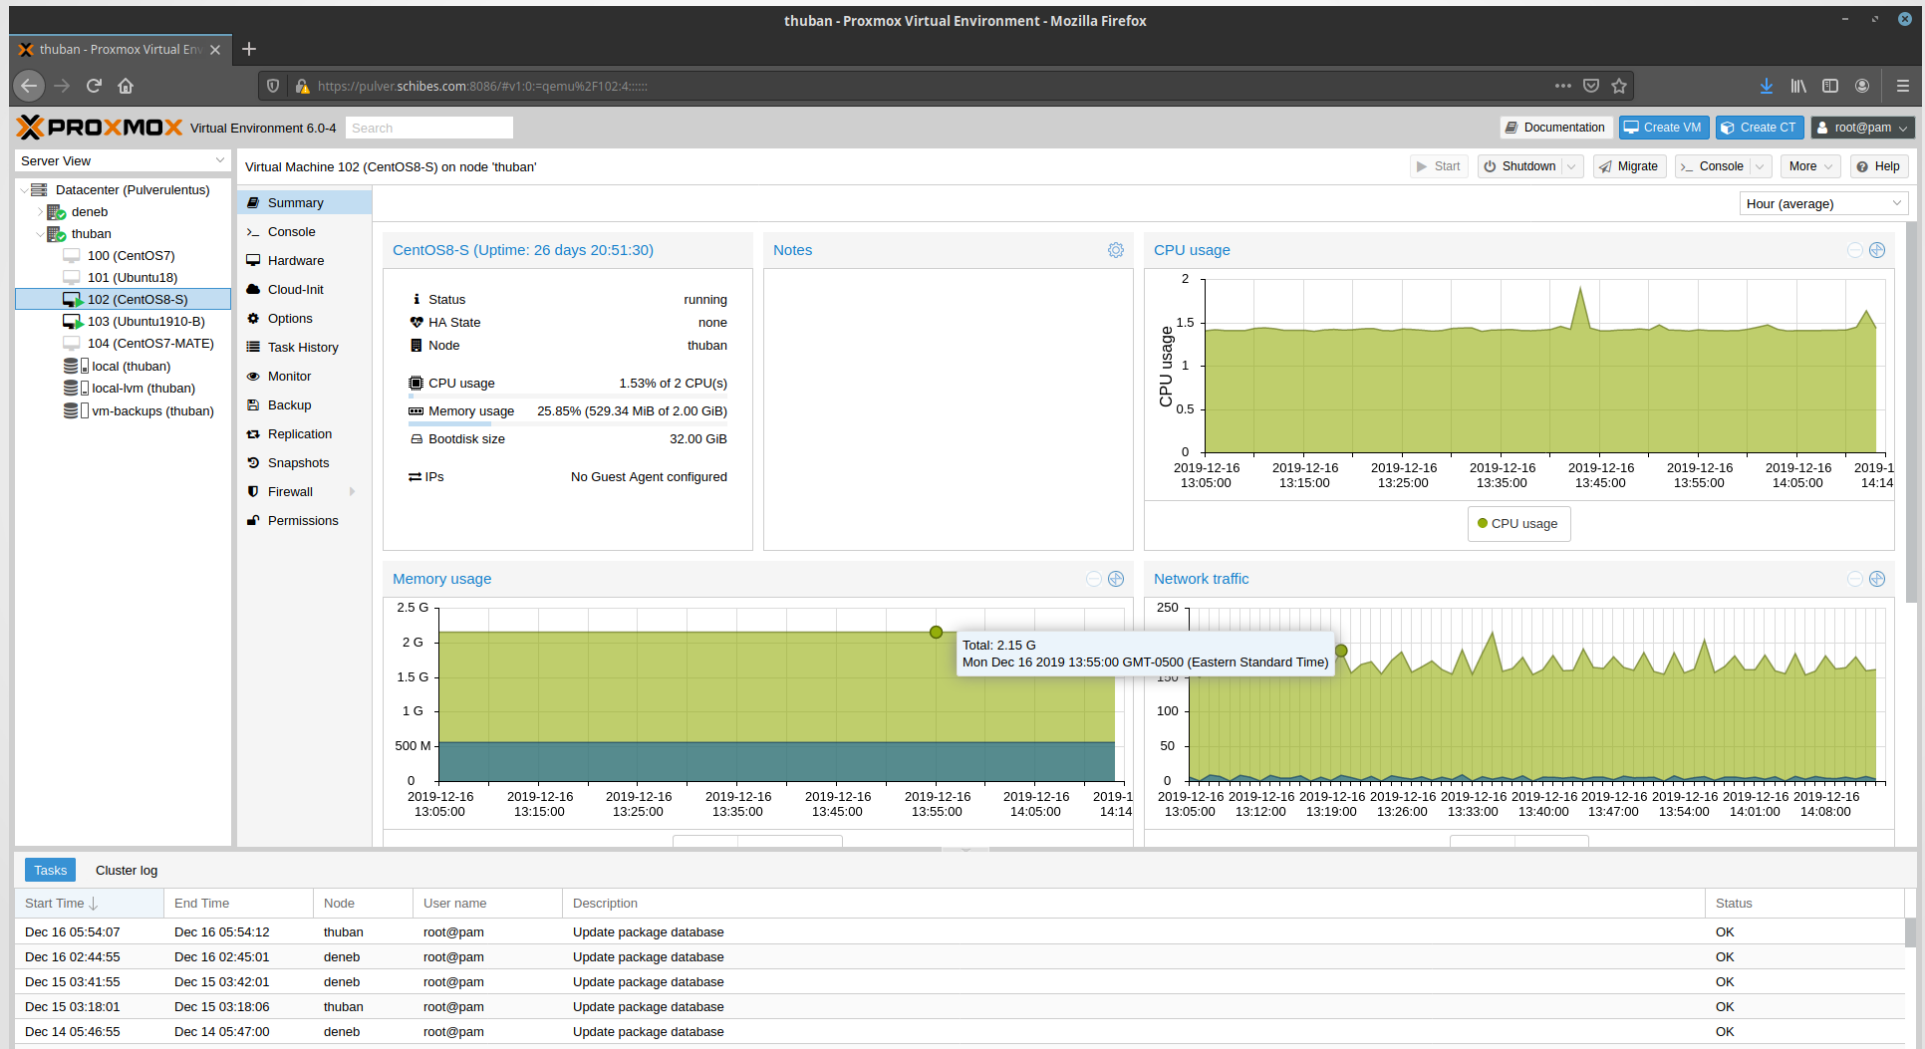 thuban - Proxmox Virtual Environment - Mozilla Firefox
thuban - Proxmox Virtual Env
https://pulver.schibes.com:8086/#v1:0:=qemu%2F102:4::::::
PROXMOX Virtual Environment 6.0-4 Search Documentation Create VM Create CT root@pam
Server View
Datacenter (Pulverulentus)
deneb
thuban
100 (CentOS7)
101 (Ubuntu18)
102 (CentOS8-S)
103 (Ubuntu1910-B)
104 (CentOS7-MATE)
local (thuban)
local-lvm (thuban)
vm-backups (thuban)
Virtual Machine 102 (CentOS8-S) on node 'thuban' Start Shutdown Migrate >_ Console More Help
Summary
>_ Console
Hardware
Cloud-Init
Options
Task History
Monitor
Backup
Replication
Snapshots
Firewall
Permissions
Hour (average)
CentOS8-S (Uptime: 26 days 20:51:30)
Status running
HA State none
Node thuban
CPU usage 1.53% of 2 CPU(s)
Memory usage 25.85% (529.34 MiB of 2.00 GiB)
Bootdisk size 32.00 GiB
IPs No Guest Agent configured
Notes
CPU usage
CPU usage
2
1.5
1
0.5
0
2019-12-16 2019-12-16 2019-12-16 2019-12-16 2019-12-16 2019-12-16 2019-12-16 2019-1
13:05:00 13:15:00 13:25:00 13:35:00 13:45:00 13:55:00 14:05:00 14:14
CPU usage
Memory usage
2.5 G
2 G
1.5 G
1 G
500 M
0
2019-12-16 2019-12-16 2019-12-16 2019-12-16 2019-12-16 2019-12-16 2019-12-16 2019-1
13:05:00 13:15:00 13:25:00 13:35:00 13:45:00 13:55:00 14:05:00 14:14
Total: 2.15 G
Mon Dec 16 2019 13:55:00 GMT-0500 (Eastern Standard Time)
Network traffic
250
150
100
50
0
2019-12-16 2019-12-16 2019-12-16 2019-12-16 2019-12-16 2019-12-16 2019-12-16 2019-12-16 2019-12-16 2019-12-16
13:05:00 13:12:00 13:19:00 13:26:00 13:33:00 13:40:00 13:47:00 13:54:00 14:01:00 14:08:00
Tasks Cluster log
Start Time End Time Node User name Description Status
Dec 16 05:54:07 Dec 16 05:54:12 thuban root@pam Update package database OK
Dec 16 02:44:55 Dec 16 02:45:01 deneb root@pam Update package database OK
Dec 15 03:41:55 Dec 15 03:42:01 deneb root@pam Update package database OK
Dec 15 03:18:01 Dec 15 03:18:06 thuban root@pam Update package database OK
Dec 14 05:46:55 Dec 14 05:47:00 deneb root@pam Update package database OK